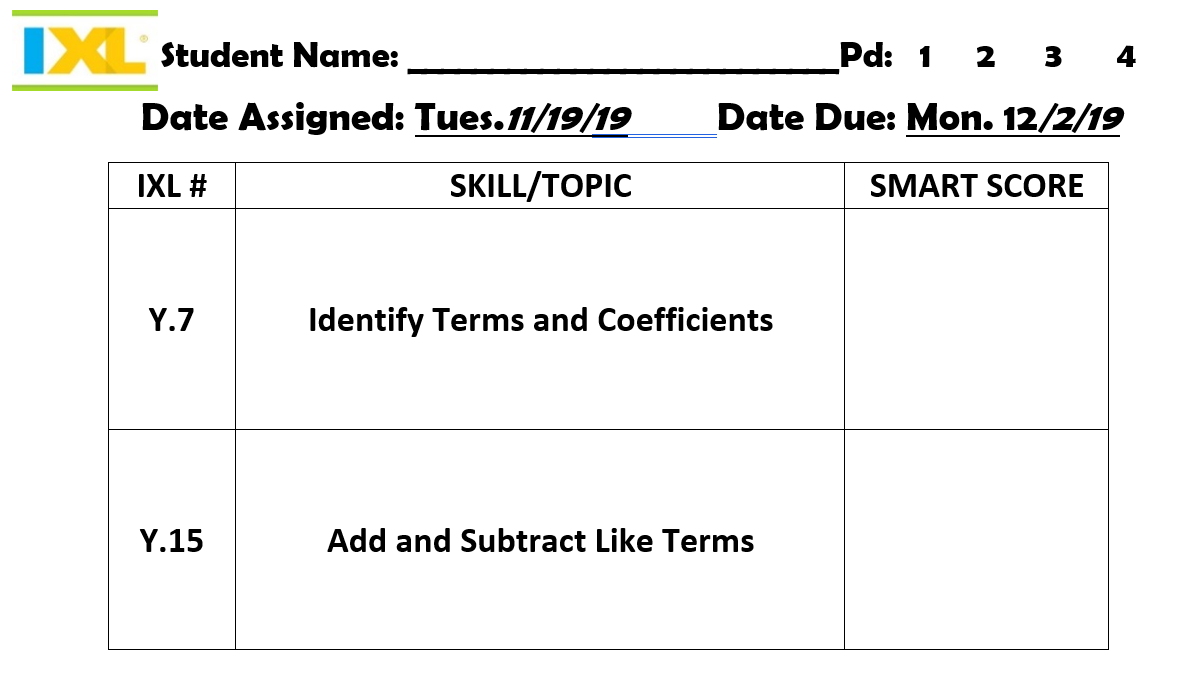 IXL® Student Name: ________________________Pd: 1 2 3 4
Date Assigned: Tues.11/19/19 Date Due: Mon. 12/2/19
IXL # SKILL/TOPIC SMART SCORE
Y.7 Identify Terms and Coefficients
Y.15 Add and Subtract Like Terms